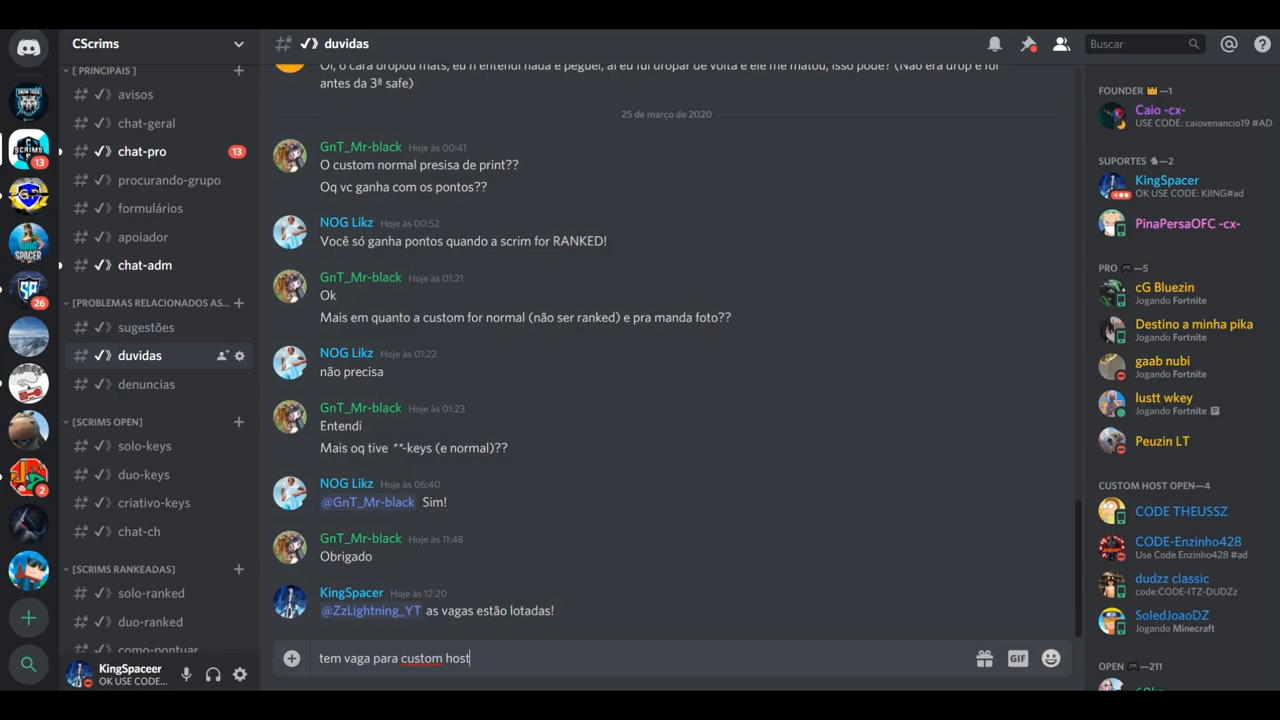 CScrims
[ PRINCIPAIS ]
avisos
chat-geral
chat-pro 13
procurando-grupo
formulários
apoiador
chat-adm
[PROBLEMAS RELACIONADOS AS...
sugestões
duvidas
denuncias
[SCRIMS OPEN]
solo-keys
duo-keys
criativo-keys
chat-ch
[SCRIMS RANKEADAS]
solo-ranked
duo-ranked
como-pontuar
KingSpaceer
OK USE CODE...
13
26
2
duvidas
Buscar
Oi, o cara dropou mats, eu n entendi nada e peguei, ai eu fui dropar de volta e ele me matou, isso pode? (Não era drop e foi
antes da 3ª safe)
25 de março de 2020
GnT_Mr-black Hoje às 00:41
O custom normal presisa de print??
Oq vc ganha com os pontos??
NOG Likz Hoje às 00:52
Você só ganha pontos quando a scrim for RANKED!
GnT_Mr-black Hoje às 01:21
Ok
Mais em quanto a custom for normal (não ser ranked) e pra manda foto??
NOG Likz Hoje às 01:22
não precisa
GnT_Mr-black Hoje às 01:23
Entendi
Mais oq tive **-keys (e normal)??
NOG Likz Hoje às 06:40
@GnT_Mr-black Sim!
GnT_Mr-black Hoje às 11:48
Obrigado
KingSpacer Hoje às 12:20
@ZzLightning_YT as vagas estão lotadas!
tem vaga para custom host
GIF
FOUNDER —1
Caio -cx-
USE CODE: caiovenancio19 #AD
SUPORTES —2
KingSpacer
OK USE CODE: KIING#ad
PinaPersaOFC -cx-
PRO —5
cG Bluezin
Jogando Fortnite
Destino a minha pika
Jogando Fortnite
gaab nubi
Jogando Fortnite
lustt wkey
Jogando Fortnite
Peuzin LT
CUSTOM HOST OPEN—4
CODE THEUSSZ
CODE-Enzinho428
Use Code Enzinho428 #ad
dudzz classic
code:CODE-ITZ-DUDZz
SoledJoaoDZ
Jogando Minecraft
OPEN —211